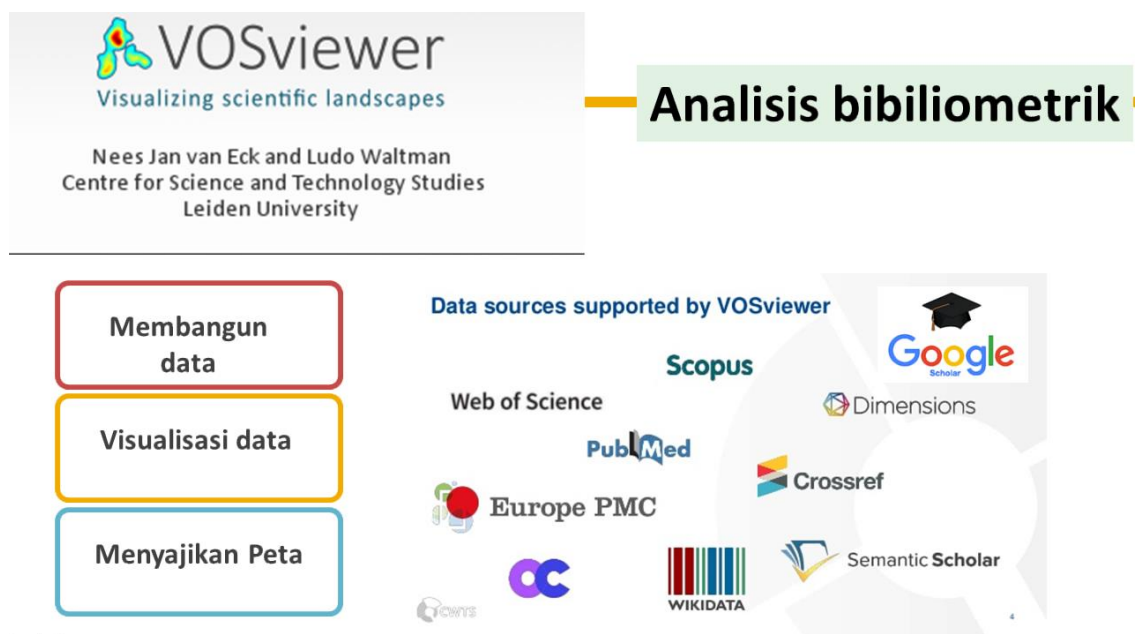 VOSviewer
Visualizing scientific landscapes
Nees Jan van Eck and Ludo Waltman
Centre for Science and Technology Studies
Leiden University
Analisis bibiliometrik
Membangun
data
Visualisasi data
Menyajikan Peta
Data sources supported by VOSviewer
Google
Scholar
Scopus
Web of Science
Dimensions
PubMed
Crossref
Europe PMC
Semantic Scholar
OC
WIKIDATA
CWTS
4